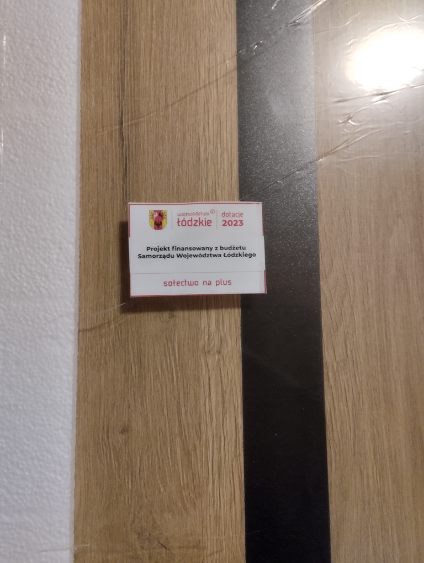 województwo
Łódzkie
dotacje
2023
Projekt finansowany z budżetu
Samorządu Województwa Łódzkiego
sołectwo na plus